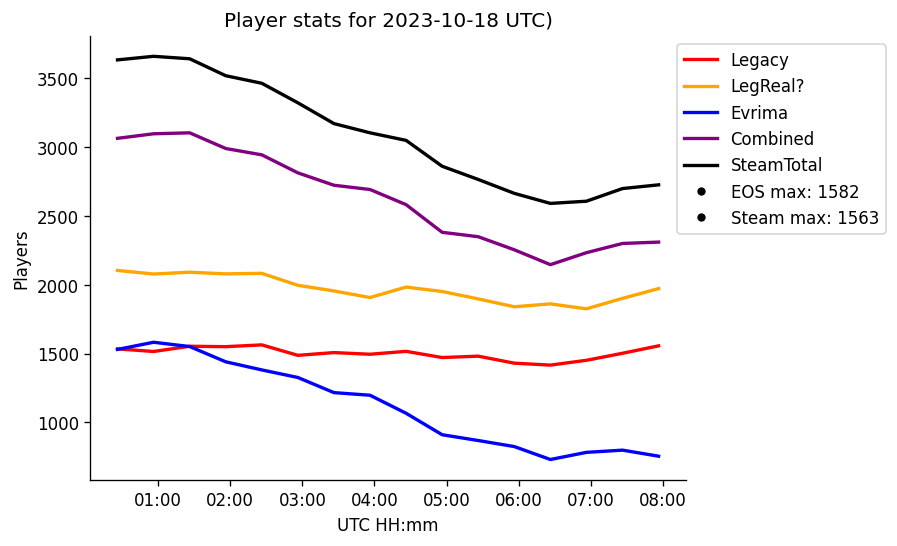 Player stats for 2023-10-18 UTC)
Players
3500
3000
2500
2000
1500
1000
01:00 02:00 03:00 04:00 05:00 06:00 07:00 08:00
UTC HH:mm
Legacy
LegReal?
Evrima
Combined
SteamTotal
EOS max: 1582
Steam max: 1563